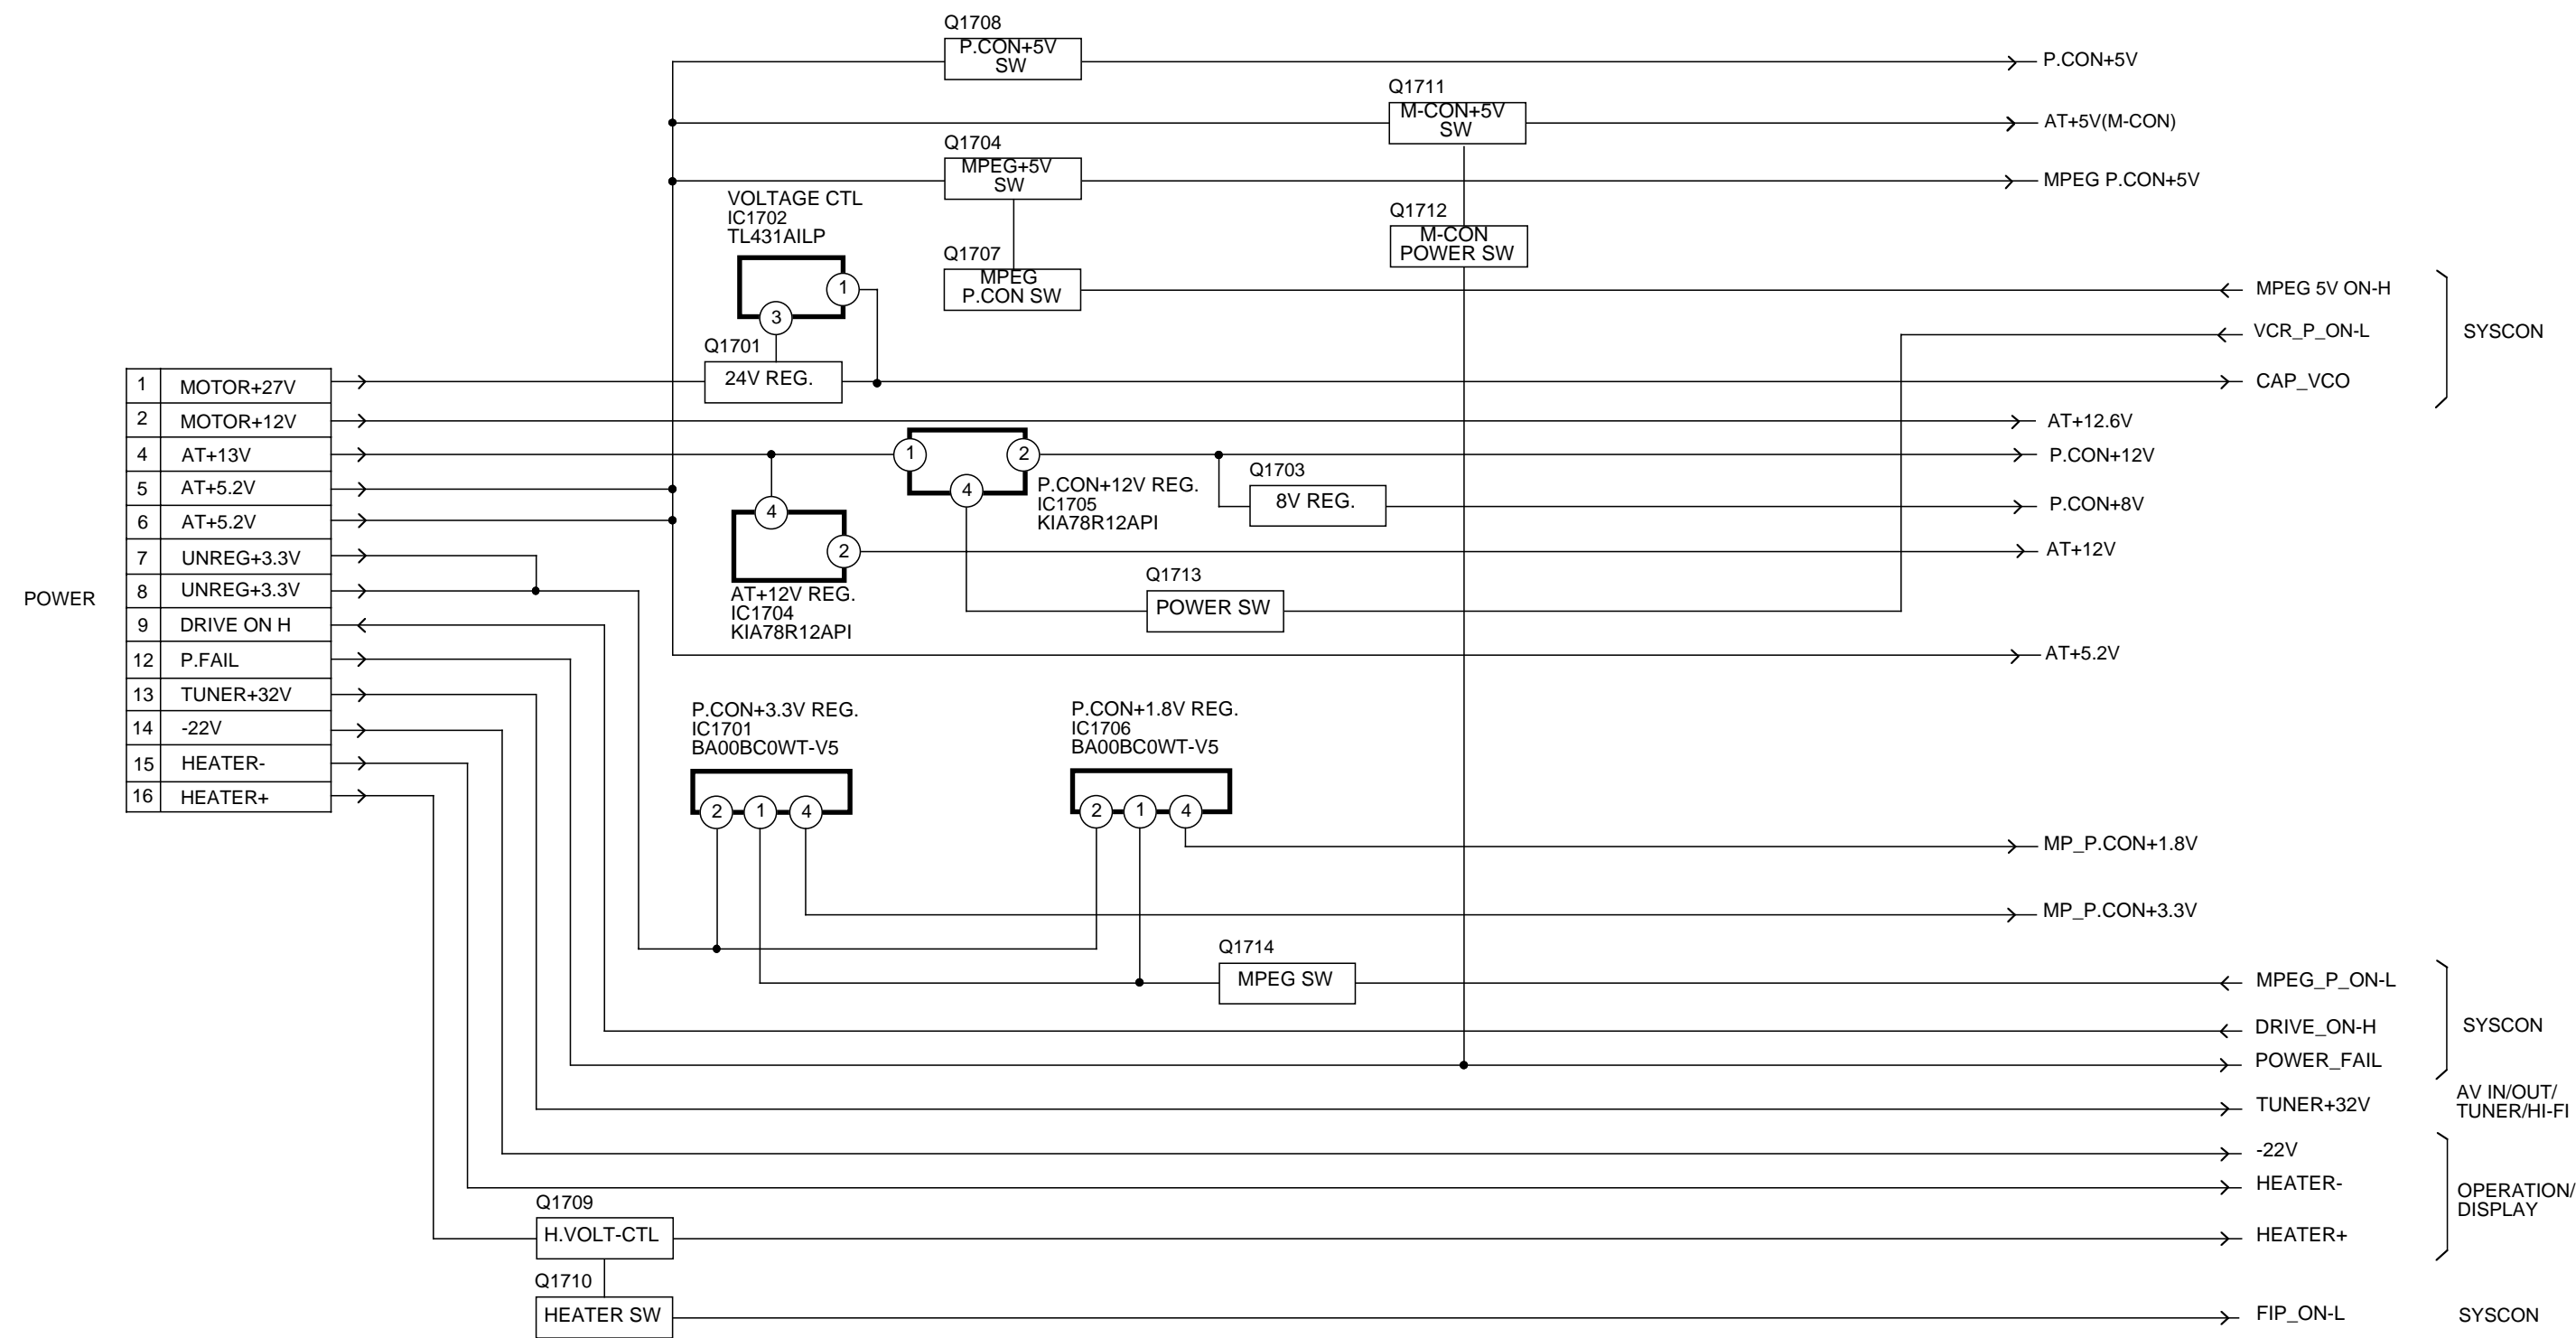 Q1708
P.CON+5V
SW
P.CON+5V
Q1711
M-CON+5V
SW
AT+5V(M-CON)
Q1704
MPEG+5V
SW
MPEG P.CON+5V
VOLTAGE CTL
IC1702
TL431AILP
1
3
Q1712
M-CON
POWER SW
Q1707
MPEG
P.CON SW
MPEG 5V ON-H
VCR_P_ON-L
SYSCON
Q1701
24V REG.
CAP_VCO
POWER
1 MOTOR+27V
2 MOTOR+12V
4 AT+13V
5 AT+5.2V
6 AT+5.2V
7 UNREG+3.3V
8 UNREG+3.3V
9 DRIVE ON H
12 P.FAIL
13 TUNER+32V
14 -22V
15 HEATER-
16 HEATER+
AT+12.6V
1
2
4
P.CON+12V REG.
IC1705
KIA78R12API
P.CON+12V
Q1703
8V REG.
P.CON+8V
4
2
AT+12V REG.
IC1704
KIA78R12API
AT+12V
Q1713
POWER SW
AT+5.2V
P.CON+3.3V REG.
IC1701
BA00BC0WT-V5
2 1 4
P.CON+1.8V REG.
IC1706
BA00BC0WT-V5
2 1 4
MP_P.CON+1.8V
MP_P.CON+3.3V
Q1714
MPEG SW
MPEG_P_ON-L
DRIVE_ON-H
POWER_FAIL
SYSCON
TUNER+32V
AV IN/OUT/
TUNER/HI-FI
-22V
HEATER-
OPERATION/
DISPLAY
Q1709
H.VOLT-CTL
HEATER+
Q1710
HEATER SW
FIP_ON-L
SYSCON